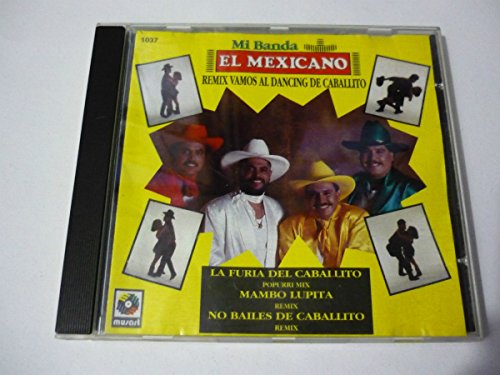 1037
Mi Banda
EL MEXICANO
REMIX VAMOS AL DANCING DE CABALLITO
LA FURIA DEL CABALLITO
POPURRI MIX
MAMBO LUPITA
REMIX
NO BAILES DE CABALLITO
REMIX
musart